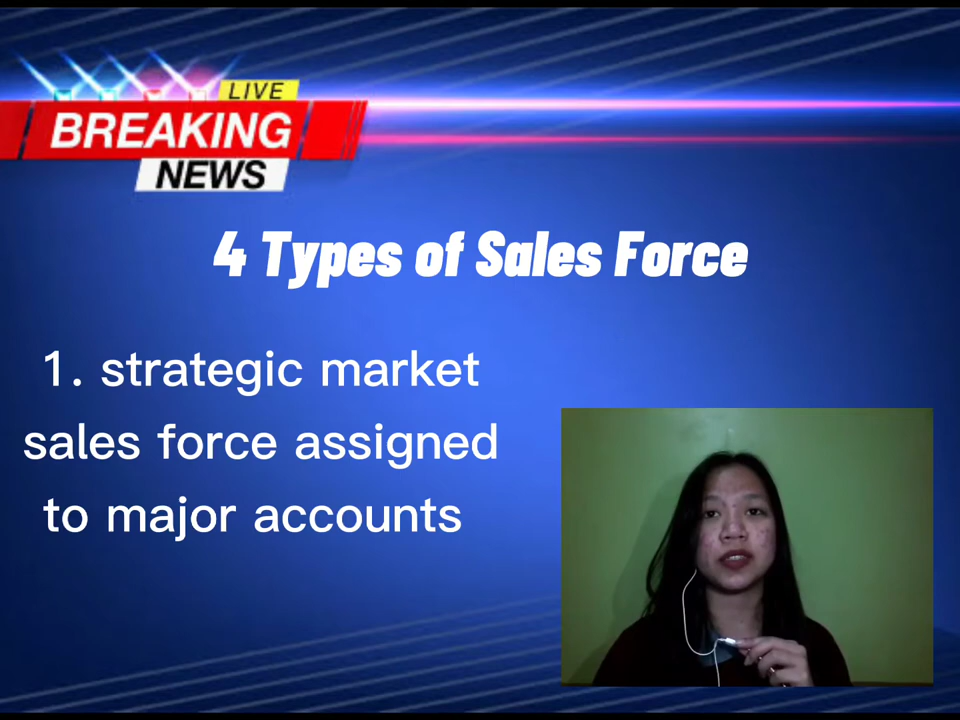 LIVE
BREAKING
NEWS
4 Types of Sales Force
1. strategic market
sales force assigned
to major accounts